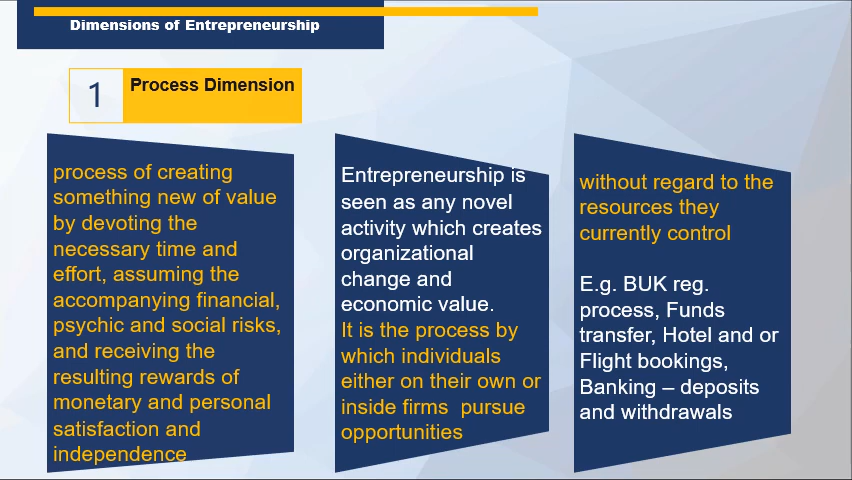 Dimensions of Entrepreneurship
1
Process Dimension
process of creating
something new of value
by devoting the
necessary time and
effort, assuming the
accompanying financial,
psychic and social risks,
and receiving the
resulting rewards of
monetary and personal
satisfaction and
independence
Entrepreneurship is
seen as any novel
activity which creates
organizational
change and
economic value.
It is the process by
which individuals
either on their own or
inside firms pursue
opportunities
without regard to the
resources they
currently control
E.g. BUK reg.
process, Funds
transfer, Hotel and or
Flight bookings,
Banking – deposits
and withdrawals